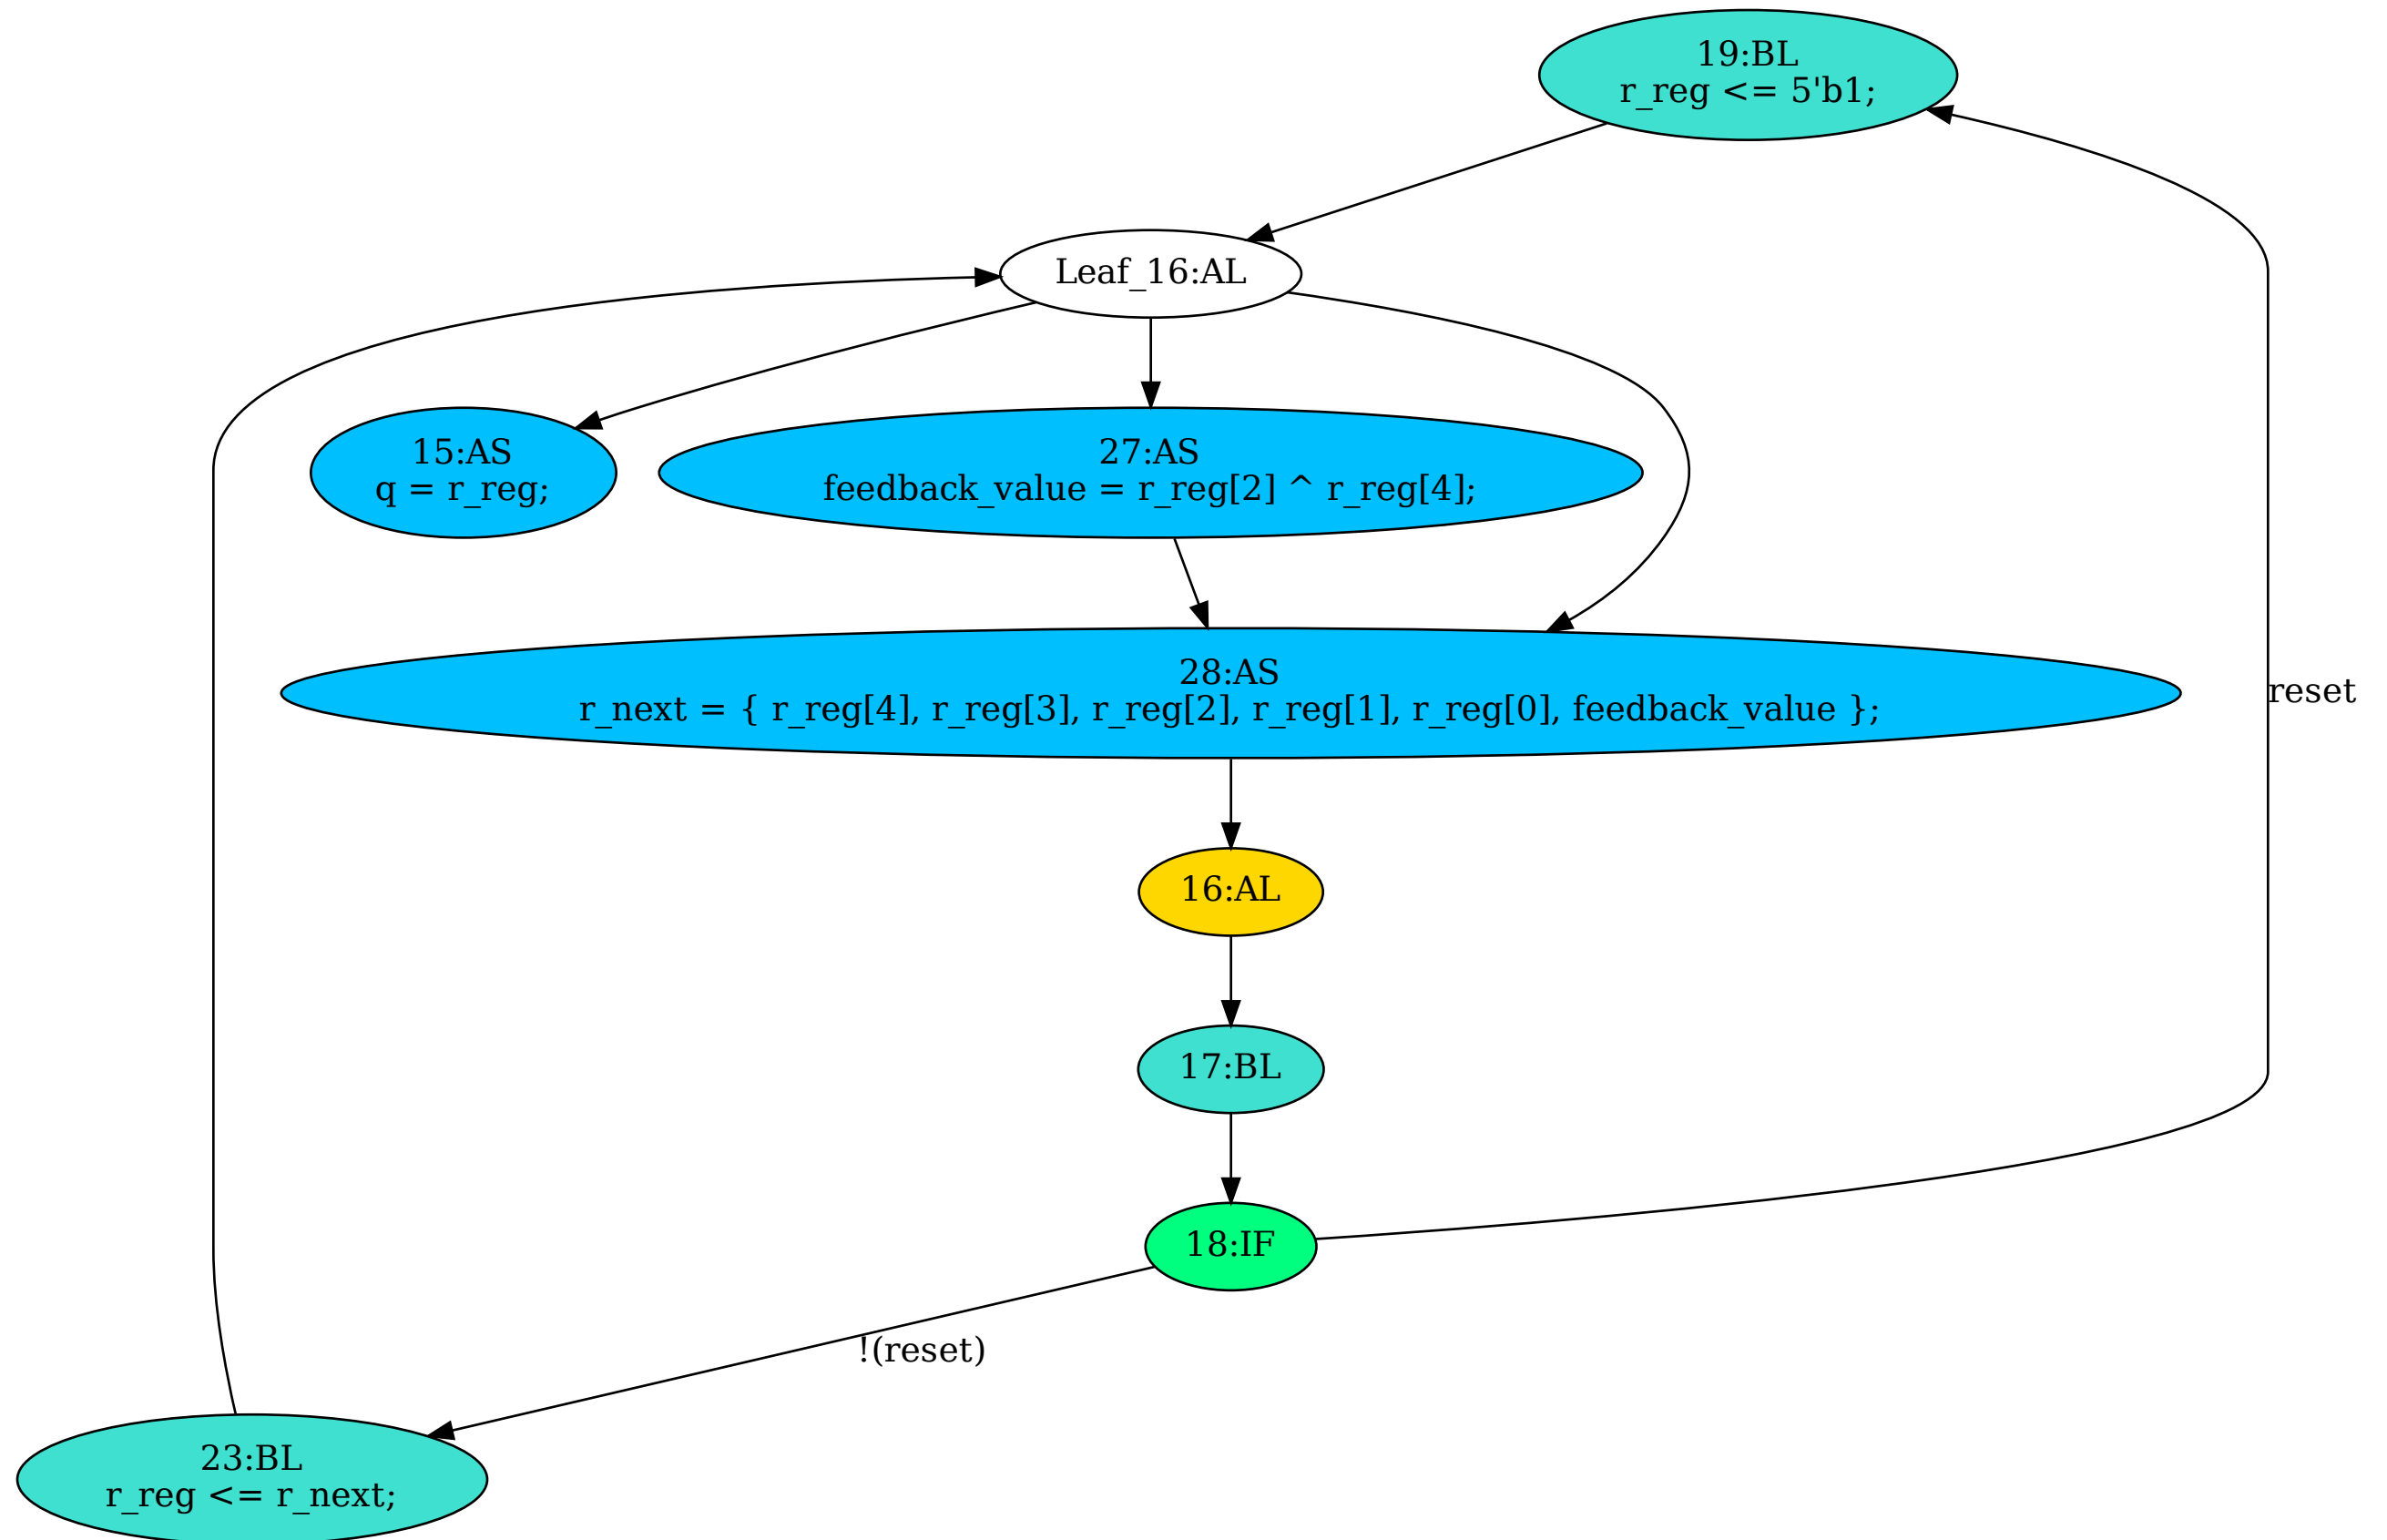 19:BL
r_reg <= 5'b1;
Leaf_16:AL
15:AS
q = r_reg;
27:AS
feedback_value = r_reg[2] ^ r_reg[4];
28:AS
r_next = { r_reg[4], r_reg[3], r_reg[2], r_reg[1], r_reg[0], feedback_value };
reset
16:AL
17:BL
18:IF
!(reset)
23:BL
r_reg <= r_next;